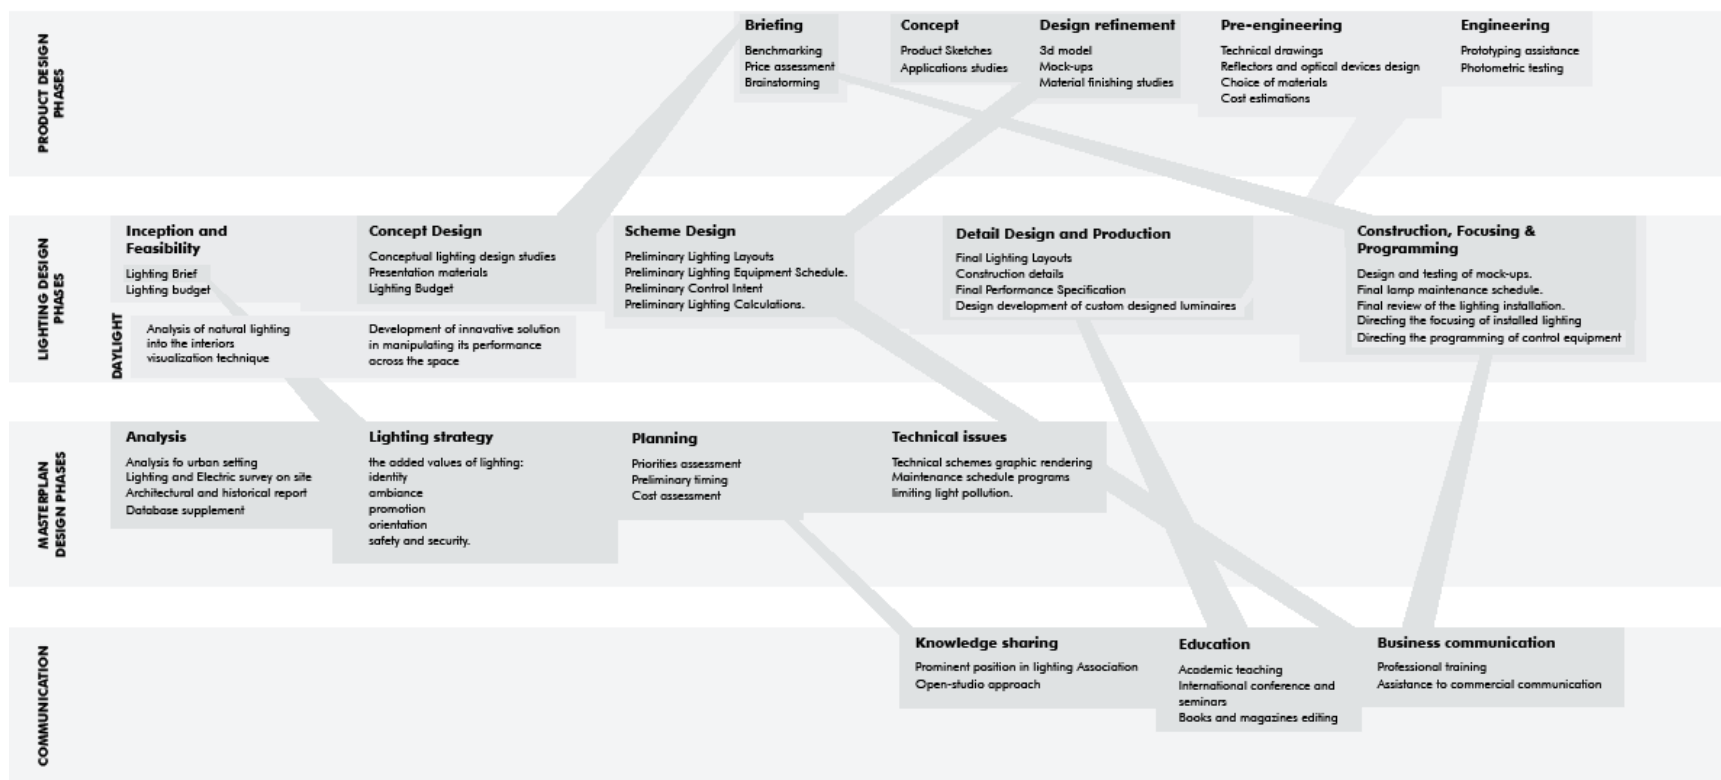 PRODUCT DESIGN
PHASES
Briefing
Benchmarking
Price assessment
Brainstorming
Concept
Product Sketches
Applications studies
Design refinement
3d model
Mock-ups
Material finishing studies
Pre-engineering
Technical drawings
Reflectors and optical devices design
Choice of materials
Cost estimations
Engineering
Prototyping assistance
Photometric testing
LIGHTING DESIGN
PHASES
Inception and
Feasibility
Lighting Brief
Lighting budget
Concept Design
Conceptual lighting design studies
Presentation materials
Lighting Budget
Scheme Design
Preliminary Lighting Layouts
Preliminary Lighting Equipment Schedule.
Preliminary Control Intent
Preliminary Lighting Calculations.
Detail Design and Production
Final Lighting Layouts
Construction details
Final Performance Specification
Design development of custom designed luminaires
Construction, Focusing &
Programming
Design and testing of mock-ups.
Final lamp maintenance schedule.
Final review of the lighting installation.
Directing the focusing of installed lighting
Directing the programming of control equipment
DAYLIGHT
Analysis of natural lighting
into the interiors
visualization technique
Development of innavative solution
in manipulating its performance
across the space
MASTERPLAN
DESIGN PHASES
Analysis
Analysis fo urban setting
Lighting and Electric survey on site
Architectural and historical report
Database supplement
Lighting strategy
the added values of lighting:
identity
ambiance
promotion
orientation
safety and security.
Planning
Priorities assessment
Preliminary timing
Cost assessment
Technical issues
Technical schemes graphic rendering
Maintenance schedule programs
limiting light pollution.
COMMUNICATION
Knowledge sharing
Prominent position in lighting Association
Open-studio approach
Education
Academic teaching
International conference and
seminars
Books and magazines editing
Business communication
Professional training
Assistance to commercial communication